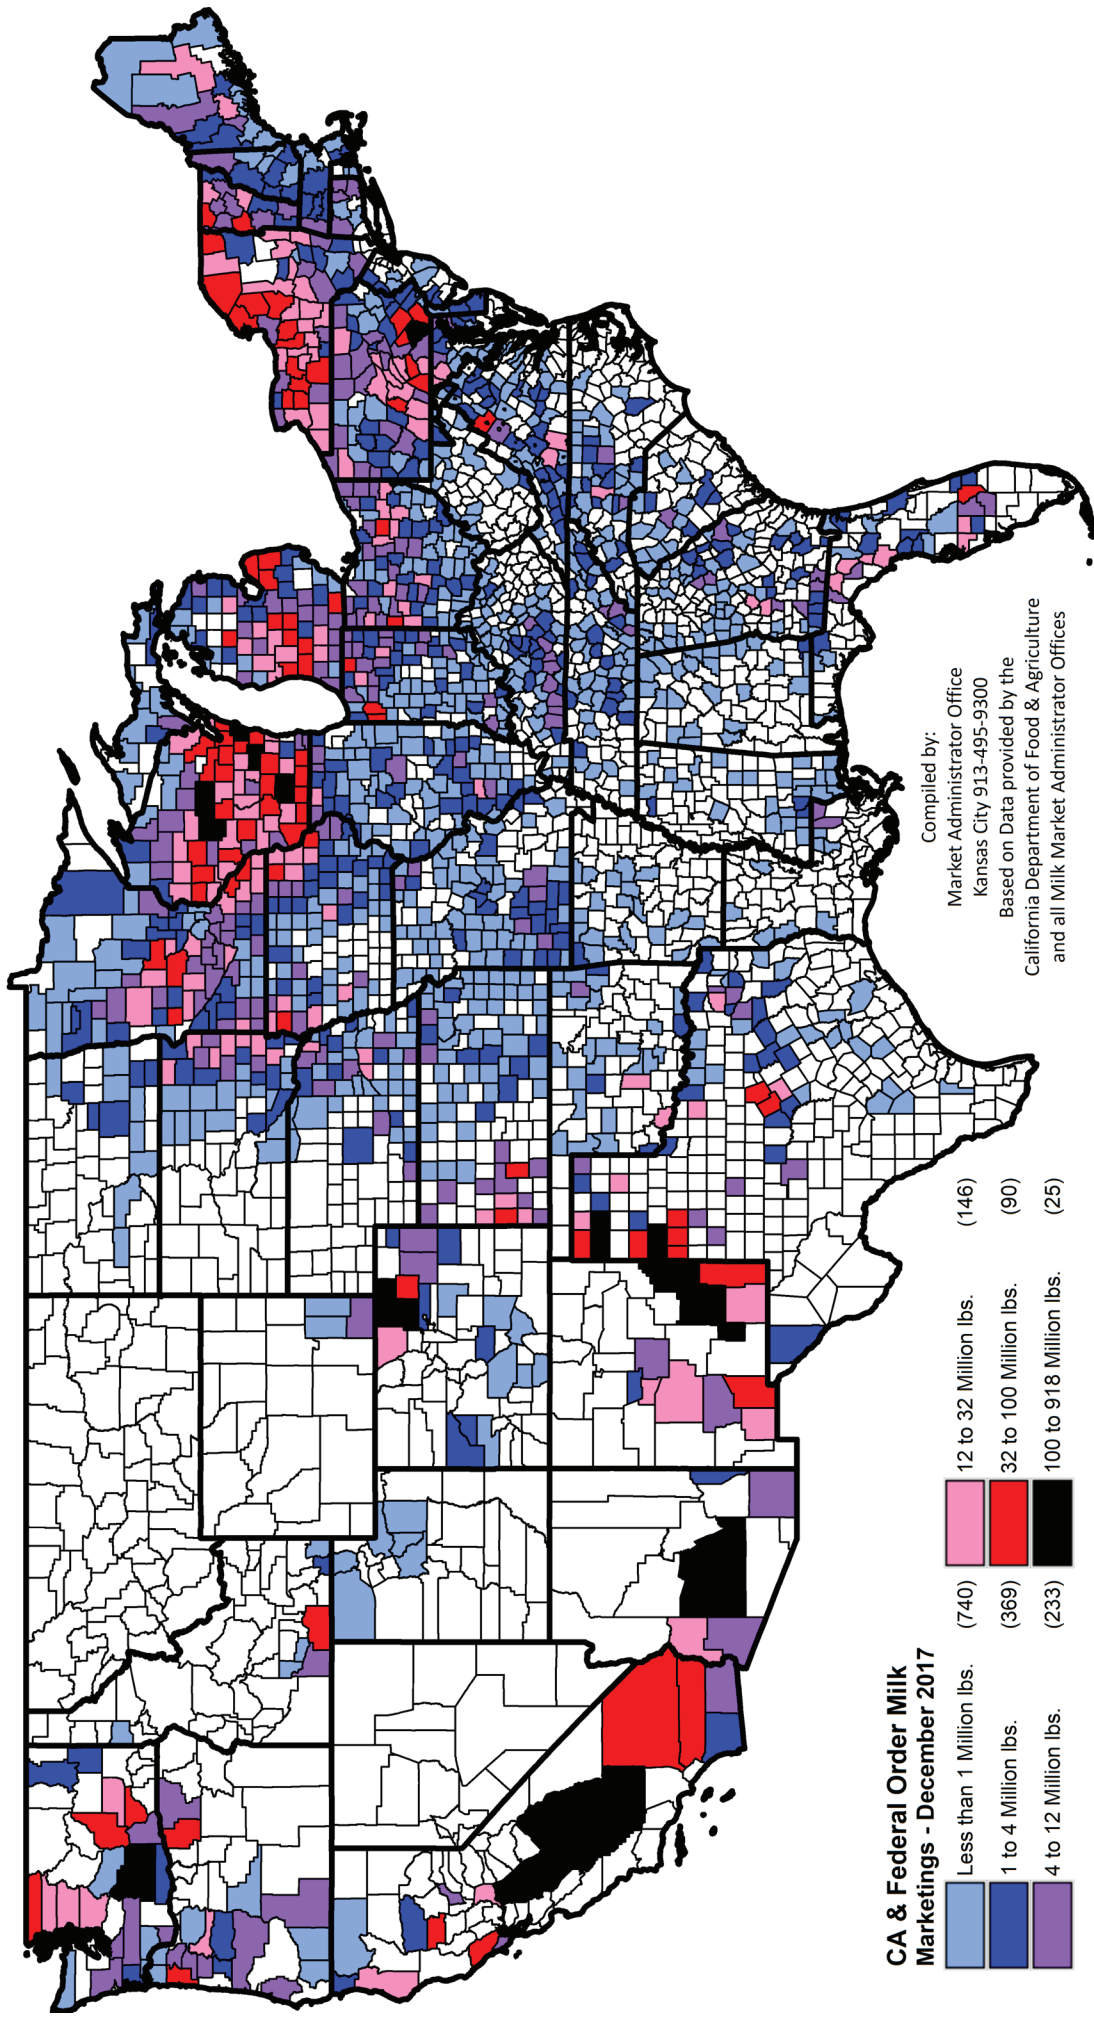 CA & Federal Order Milk
Marketings - December 2017
Less than 1 Million lbs. (740)
1 to 4 Million lbs. (369)
4 to 12 Million lbs. (233)
12 to 32 Million lbs. (146)
32 to 100 Million lbs. (90)
100 to 918 Million lbs. (25)
Compiled by:
Market Administrator Office
Kansas City 913-495-9300
Based on Data provided by the
California Department of Food & Agriculture
and all Milk Market Administrator Offices